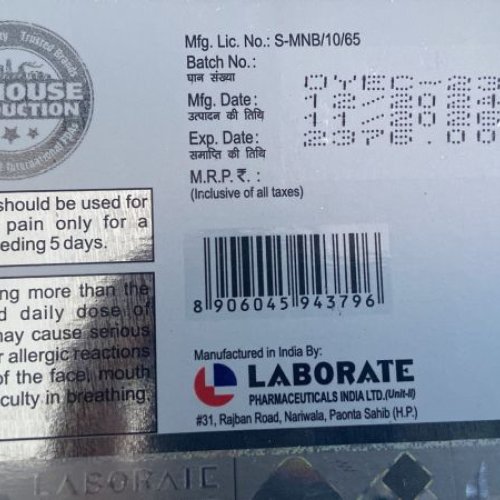 Trusted Brand
HOUSE
DUCTION
should be used for
pain only for a
eding 5 days.
ng more than the
d daily dose of
may cause serious
r allergic reactions
of the face, mouth
iculty in breathing.
Mfg. Lic. No.: S-MNB/10/65
Batch No.:
घान संख्या
Mfg. Date:
उत्पादन की तिथि
Exp. Date:
समाप्ति की तिथि
M.R.P. ₹. :
(Inclusive of all taxes)
8 906045 943796
Manufactured in India By:
LABORATE
PHARMACEUTICALS INDIA LTD.(Unit-II)
#31, Rajban Road, Nariwala, Paonta Sahib (H.P.)
LABORATE